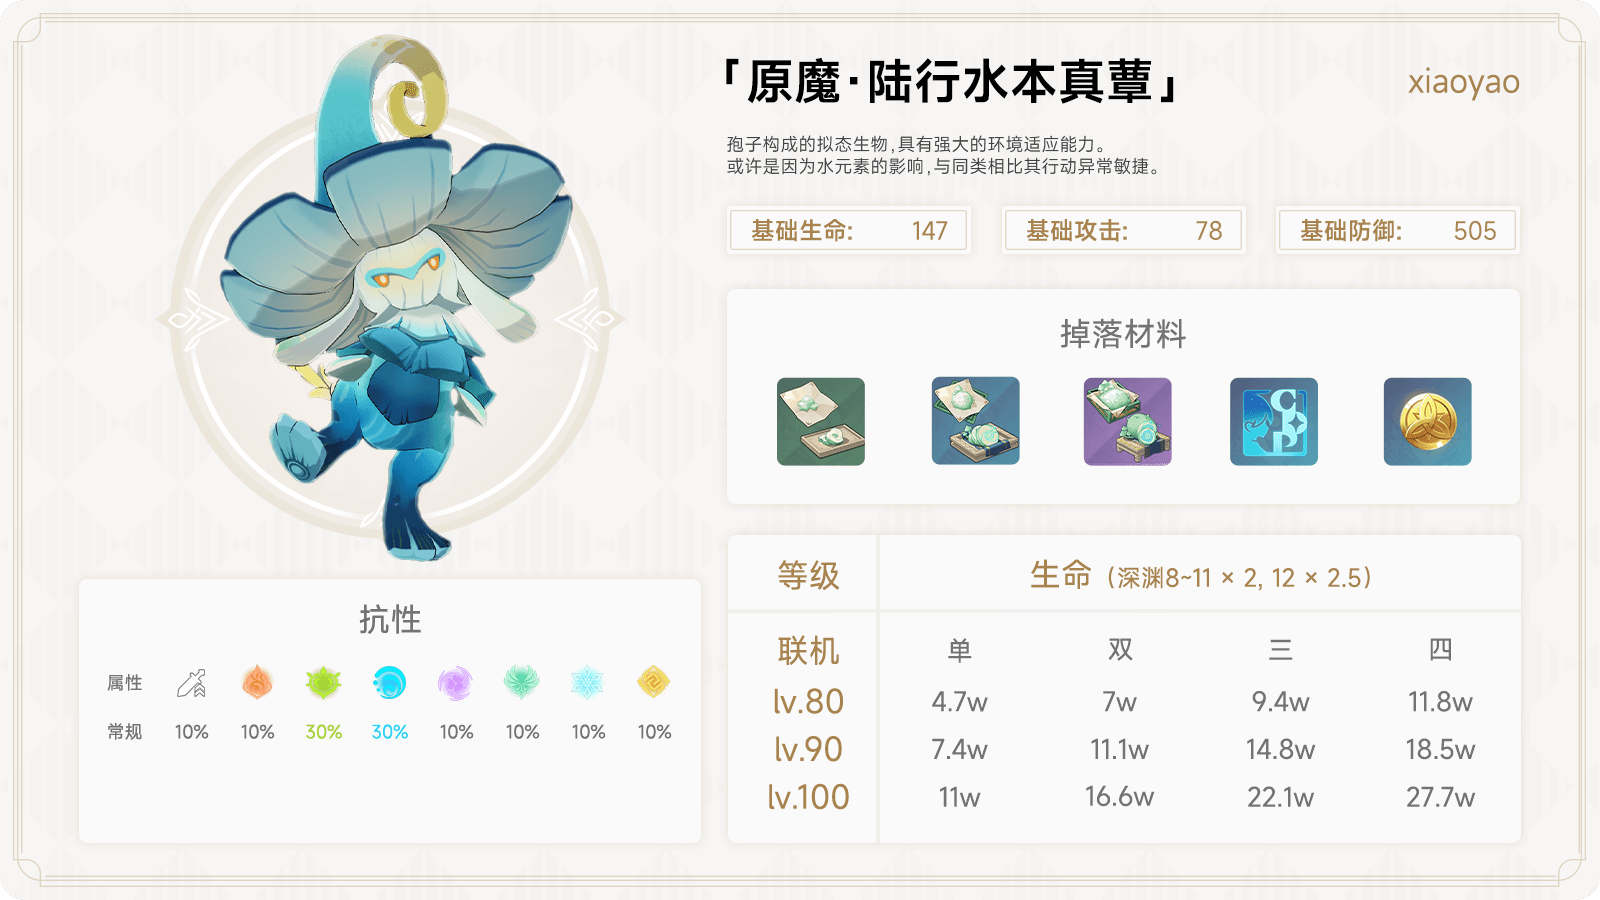 「原魔·陆行水本真蕈」
xiaoyao
孢子构成的拟态生物,具有强大的环境适应能力。
或许是因为水元素的影响,与同类相比其行动异常敏捷。
基础生命: 147
基础攻击: 78
基础防御: 505
掉落材料
抗性
属性
常规 10% 10% 30% 30% 10% 10% 10% 10%
等级 生命（深渊8~11 × 2, 12 × 2.5）
联机 单 双 三 四
lv.80 4.7w 7w 9.4w 11.8w
lv.90 7.4w 11.1w 14.8w 18.5w
lv.100 11w 16.6w 22.1w 27.7w